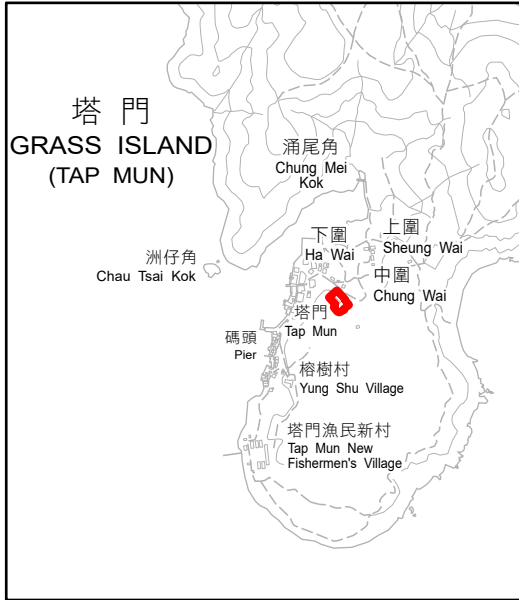 塔門
GRASS ISLAND
(TAP MUN)
涌尾角
Chung Mei
Kok
上圍
Sheung Wai
下圍
Ha Wai
洲仔角
Chau Tsai Kok
中圍
Chung Wai
塔門
Tap Mun
碼頭
Pier
榕樹村
Yung Shu Village
塔門漁民新村
Tap Mun New
Fishermen's Village